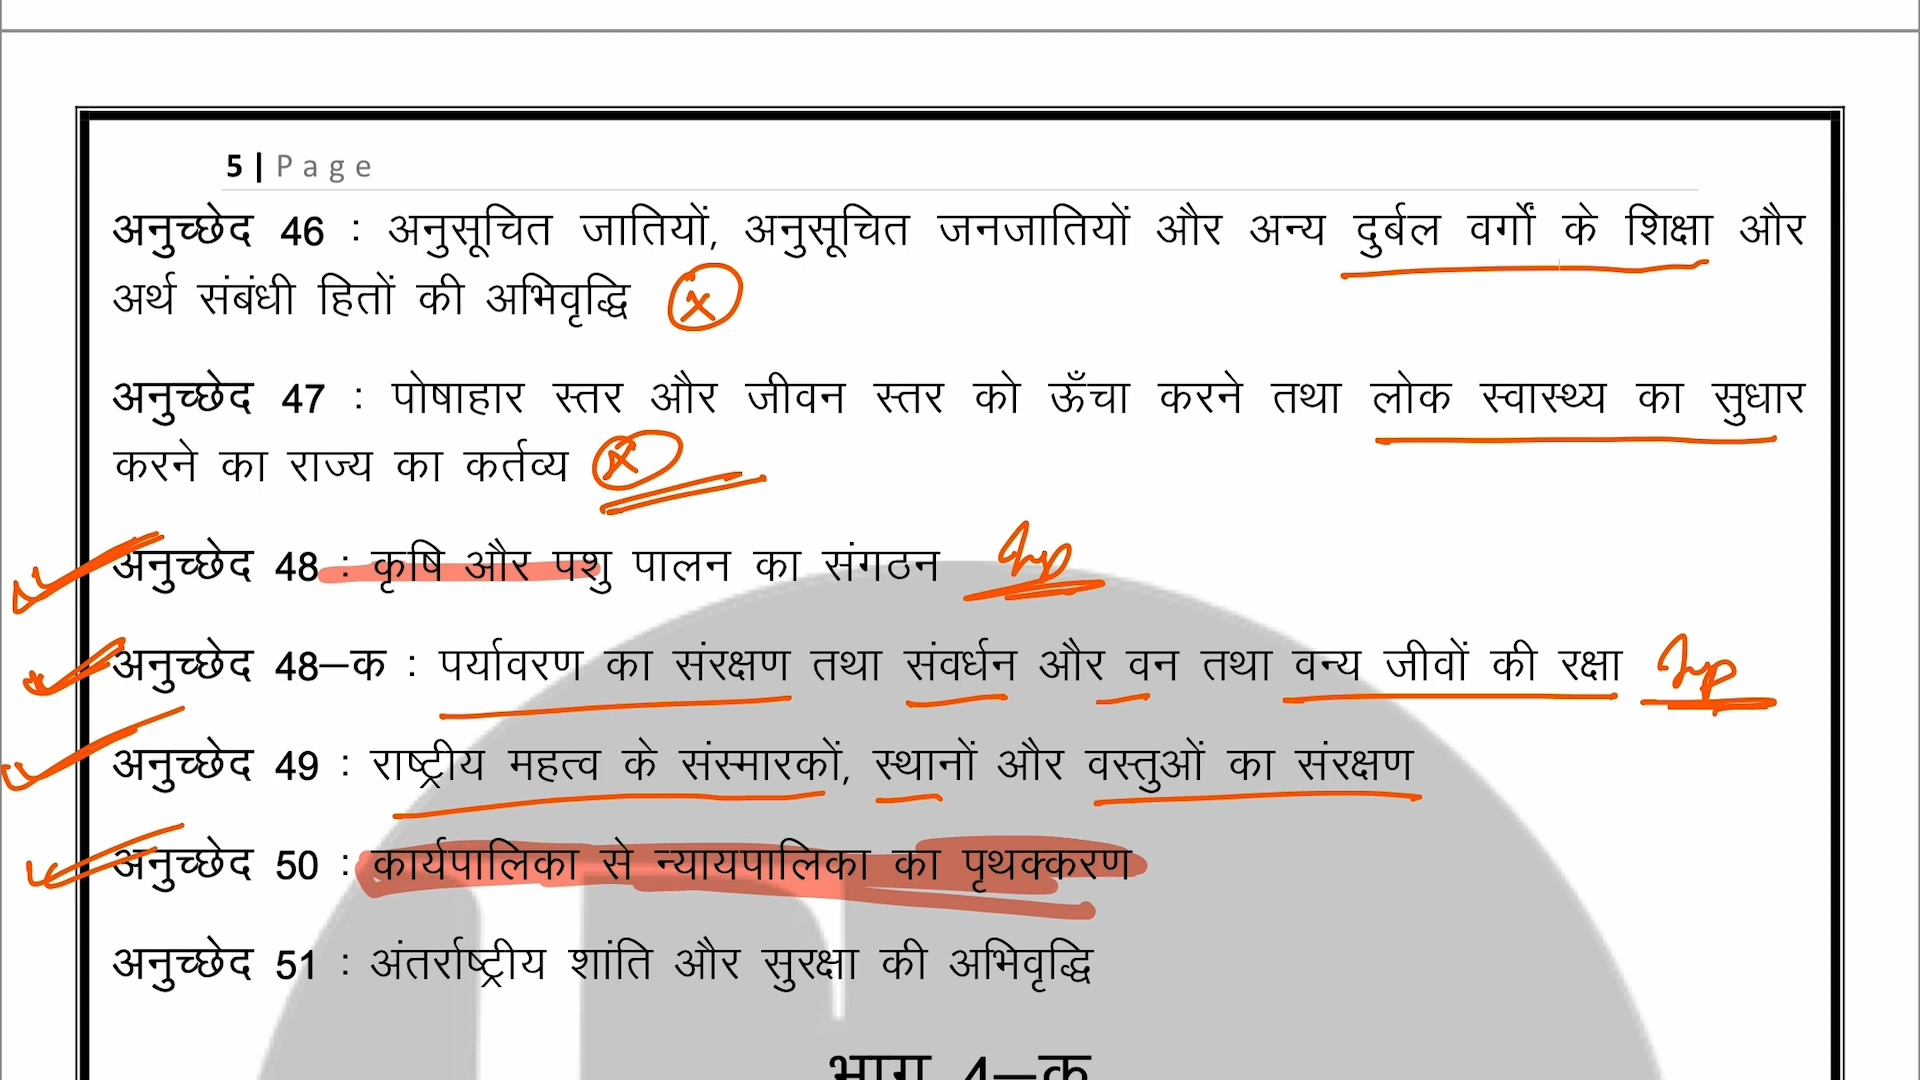 5 | Page
अनुच्छेद 46 : अनुसूचित जातियों, अनुसूचित जनजातियों और अन्य दुर्बल वर्गों के शिक्षा और
अर्थ संबंधी हितों की अभिवृद्धि
अनुच्छेद 47 : पोषाहार स्तर और जीवन स्तर को ऊँचा करने तथा लोक स्वास्थ्य का सुधार
करने का राज्य का कर्तव्य
अनुच्छेद 48 : कृषि और पशु पालन का संगठन Imp
अनुच्छेद 48–क : पर्यावरण का संरक्षण तथा संवर्धन और वन तथा वन्य जीवों की रक्षा Imp
अनुच्छेद 49 : राष्ट्रीय महत्व के संस्मारकों, स्थानों और वस्तुओं का संरक्षण
अनुच्छेद 50 : कार्यपालिका से न्यायपालिका का पृथक्करण
अनुच्छेद 51 : अंतर्राष्ट्रीय शांति और सुरक्षा की अभिवृद्धि
भाग 4–क